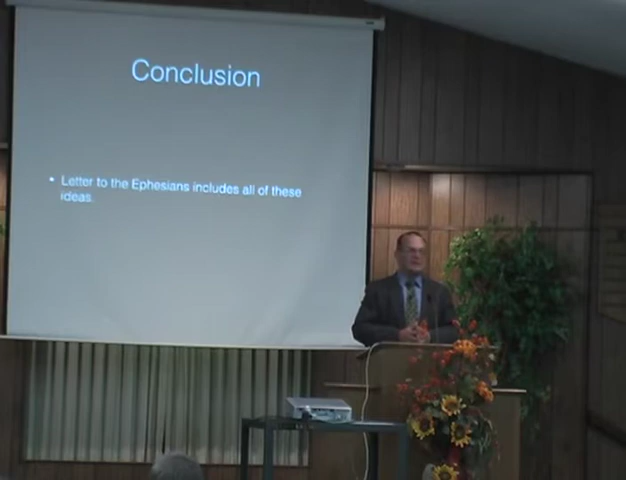 Conclusion
• Letter to the Ephesians includes all of these
ideas.